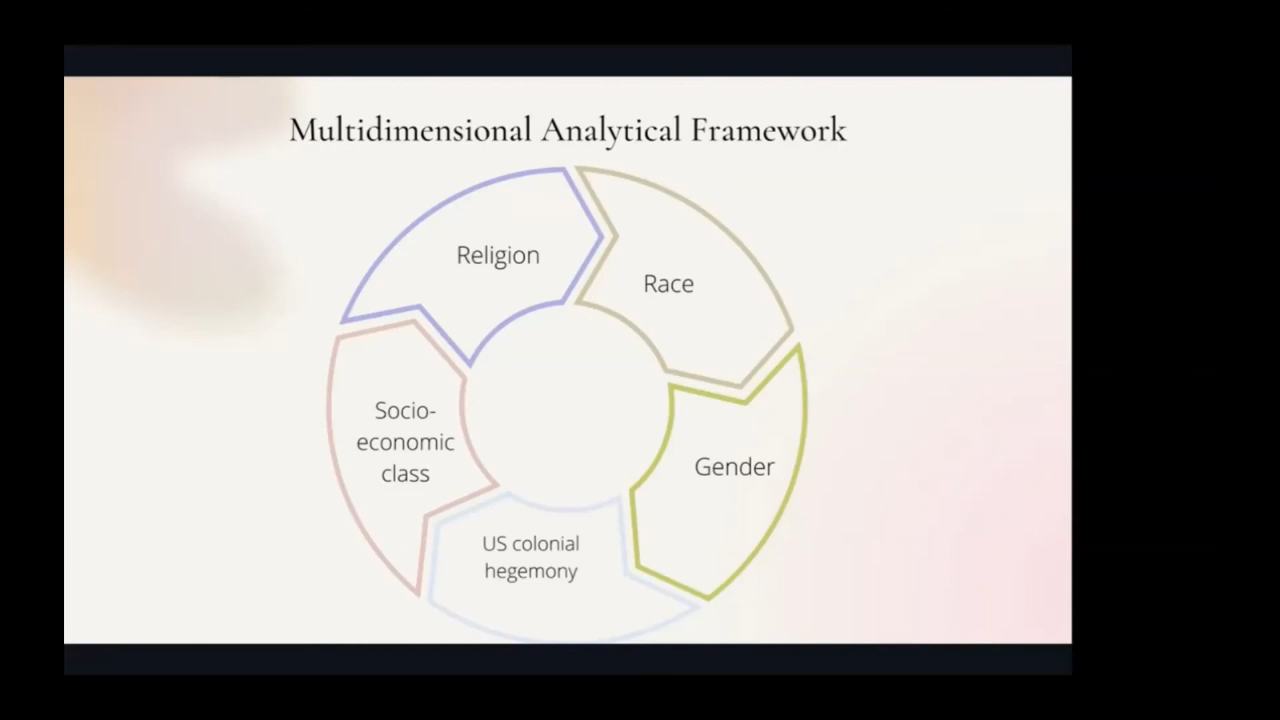 Multidimensional Analytical Framework
Religion
Race
Socio-
economic
class
Gender
US colonial
hegemony